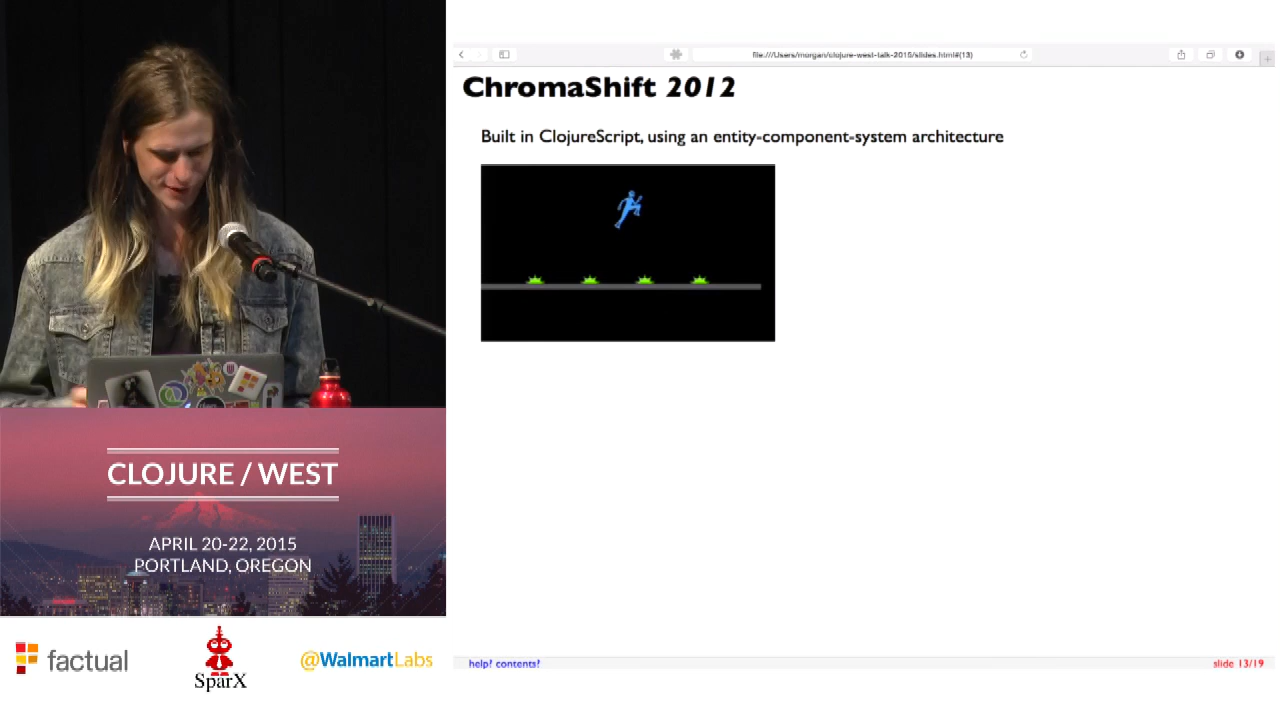 file:///Users/morgan/clojure-west-talk-2015/slides.html#(13)
ChromaShift 2012
Built in ClojureScript, using an entity-component-system architecture
CLOJURE / WEST
APRIL 20-22, 2015
PORTLAND, OREGON
factual
SparX
@WalmartLabs
help? contents?
slide 13/19